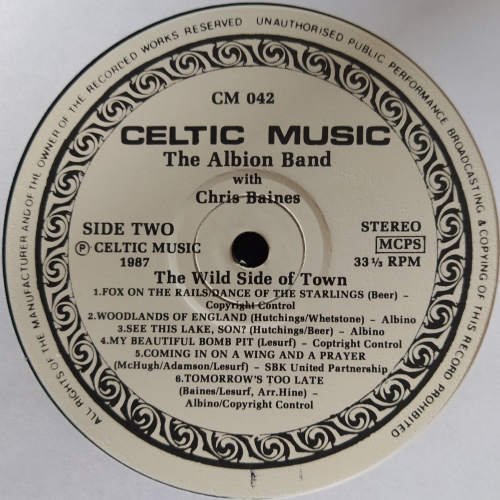 ALL RIGHTS OF THE MANUFACTURER AND OF THE OWNER OF THE RECORDED WORKS RESERVED UNAUTHORISED PUBLIC PERFORMANCE BROADCASTING & COPYING OF THIS RECORD PROHIBITED
CM 042
CELTIC MUSIC
The Albion Band
with
Chris Baines
SIDE TWO
Ⓟ CELTIC MUSIC
1987
STEREO
MCPS
33 ⅓ RPM
The Wild Side of Town
1.FOX ON THE RAILS/DANCE OF THE STARLINGS (Beer) –
Copyright Control
2.WOODLANDS OF ENGLAND (Hutchings/Whetstone) – Albino
3.SEE THIS LAKE, SON? (Hutchings/Beer) – Albino
4.MY BEAUTIFUL BOMB PIT (Lesurf) – Coptright Control
5.COMING IN ON A WING AND A PRAYER
(McHugh/Adamson/Lesurf) – SBK United Partnership
6.TOMORROW'S TOO LATE
(Baines/Lesurf, Arr.Hine) –
Albino/Copyright Control